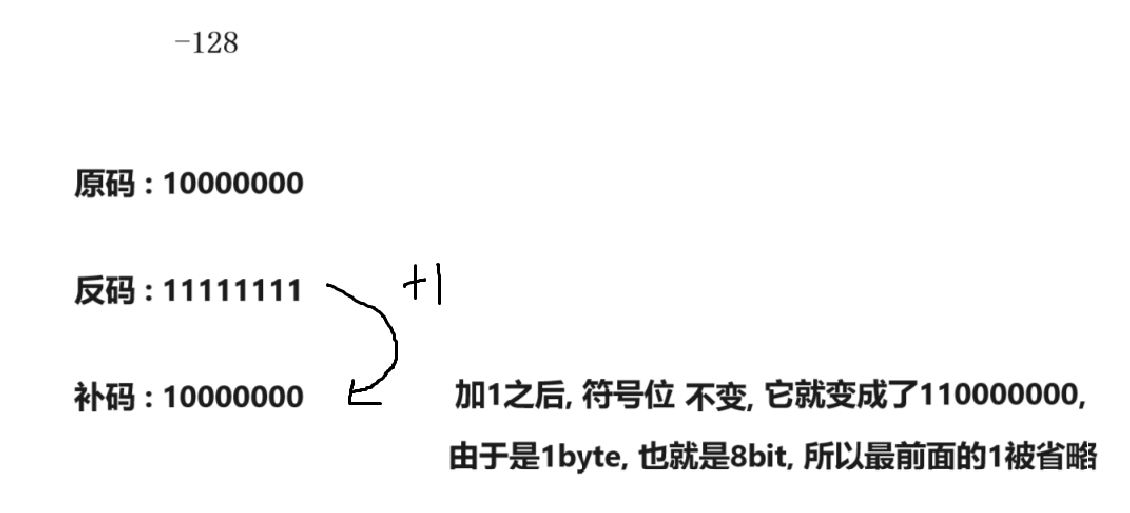 -128
原码：10000000
反码：11111111 +1
补码：10000000 加1之后, 符号位 不变, 它就变成了110000000,
由于是1byte, 也就是8bit, 所以最前面的1被省略